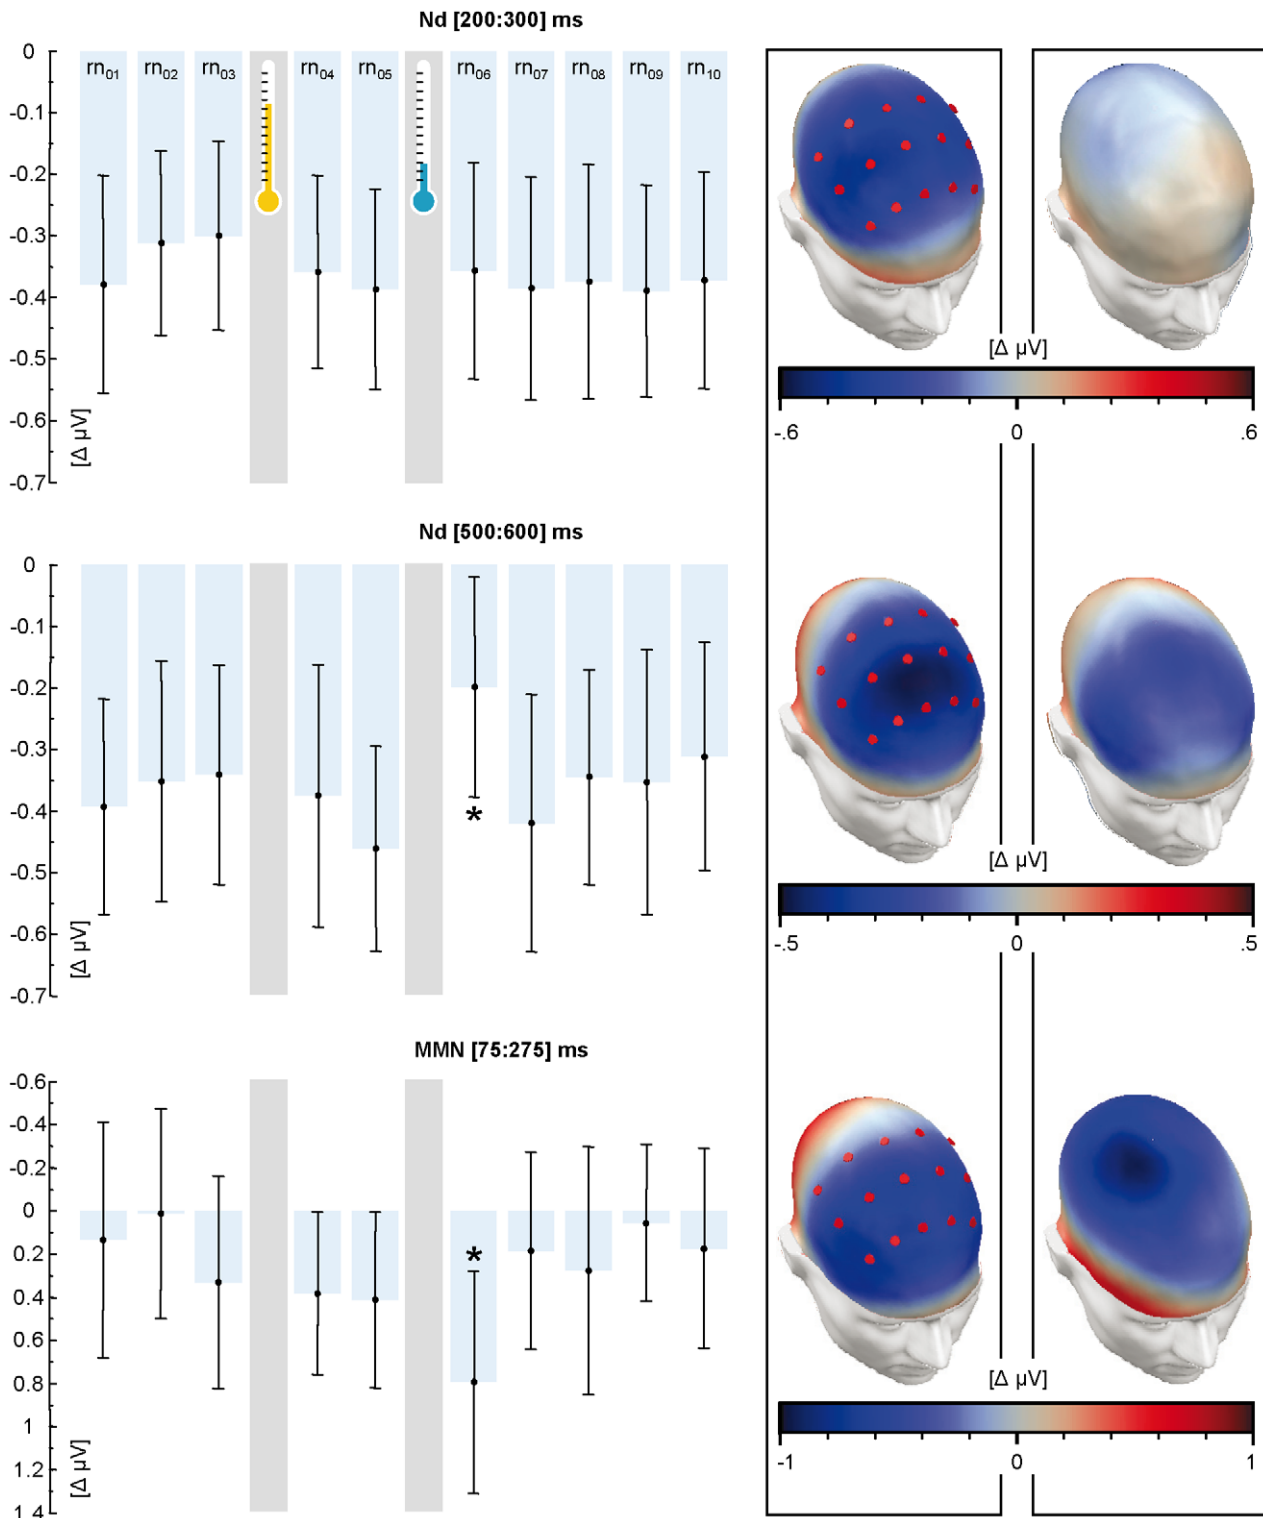 Nd [200:300] ms
0
-0.1
-0.2
-0.3
-0.4
-0.5
-0.6
-0.7
[Δ µV]
rn01 rn02 rn03 rn04 rn05 rn06 rn07 rn08 rn09 rn10
[Δ µV]
-.6 0 .6
Nd [500:600] ms
0
-0.1
-0.2
-0.3
-0.4
-0.5
-0.6
-0.7
[Δ µV]
*
[Δ µV]
-.5 0 .5
MMN [75:275] ms
-0.6
-0.4
-0.2
0
0.2
0.4
0.6
0.8
1
1.2
1.4
[Δ µV]
*
[Δ µV]
-1 0 1